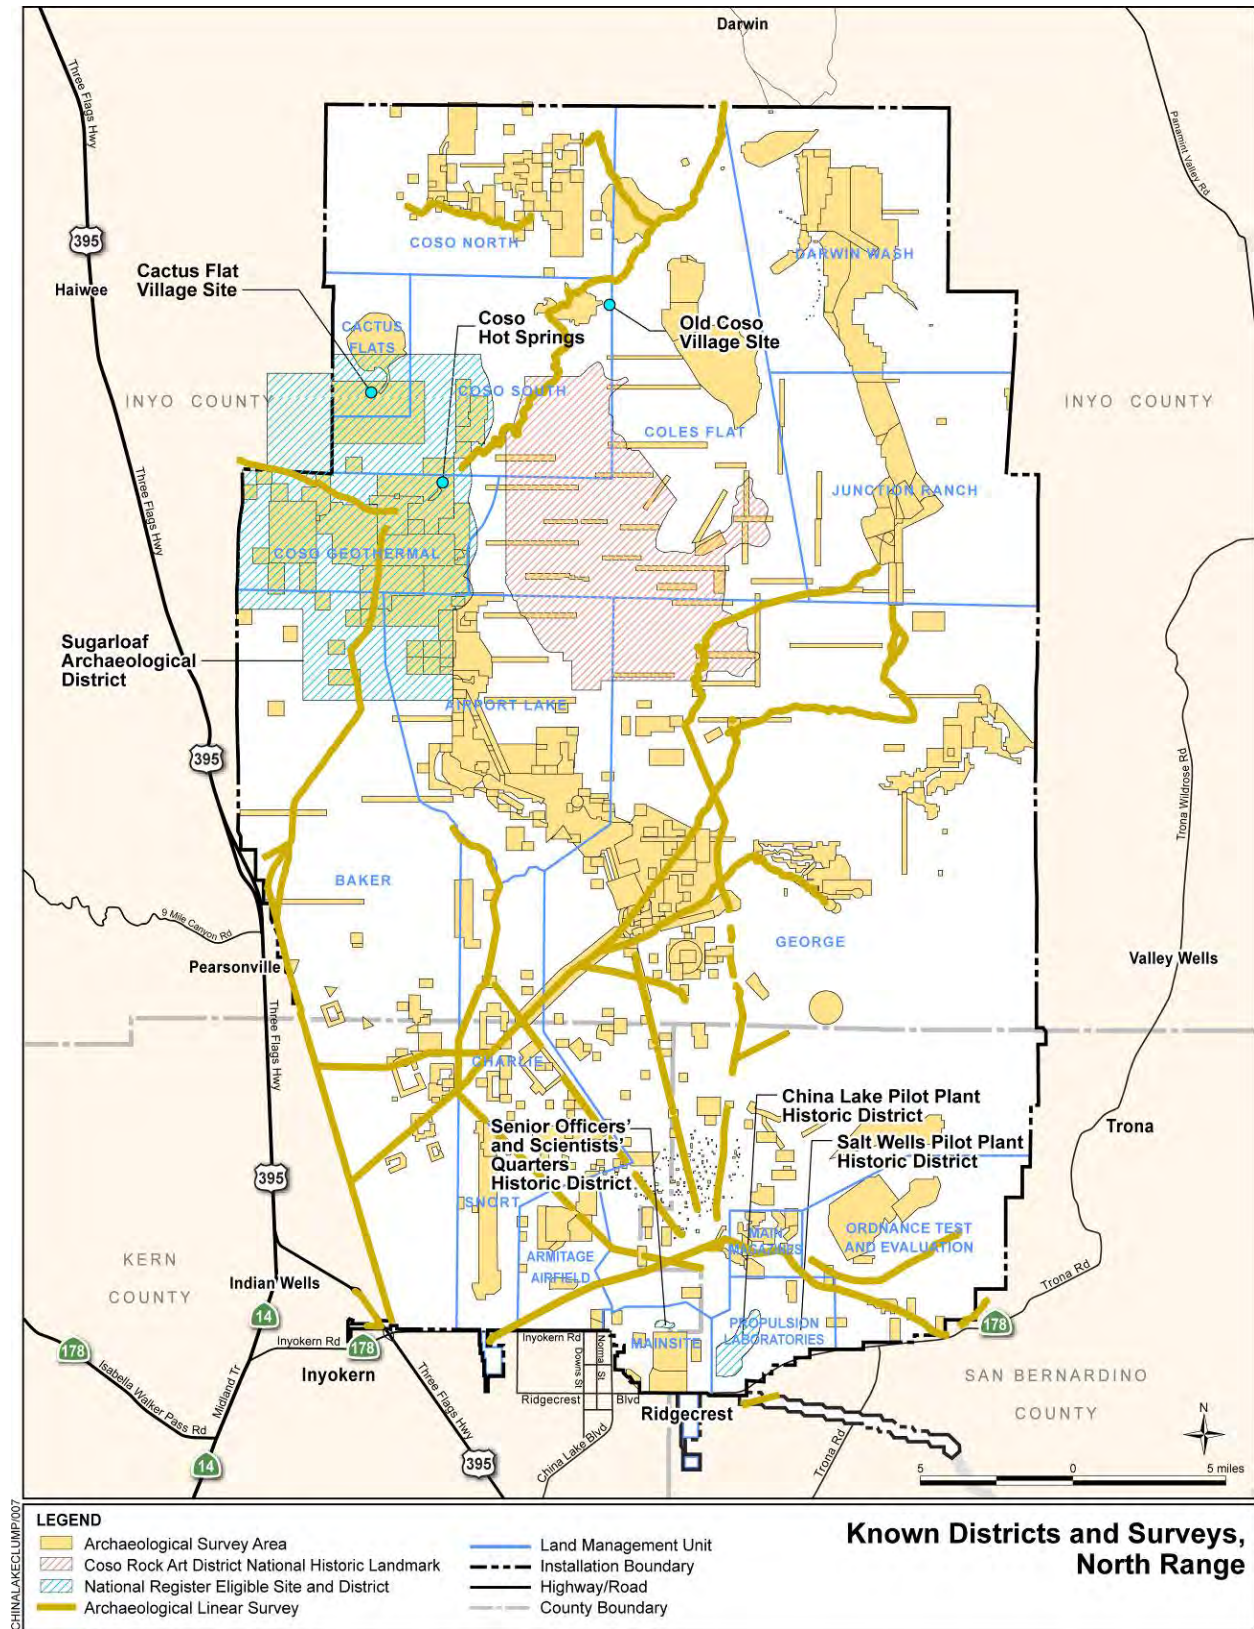 Darwin
Three Flags Hwy
Panamint Valley Rd
395
Haiwee
COSO NORTH
DARWIN WASH
Cactus Flat
Village Site
Coso
Hot Springs
Old Coso
Village SIte
CACTUS
FLATS
COSO SOUTH
INYO COUNTY
INYO COUNTY
COLES FLAT
Three Flags Hwy
JUNCTION RANCH
COSO GEOTHERMAL
Sugarloaf
Archaeological
District
AIRPORT LAKE
395
Trona Wildrose Rd
BAKER
9 Mile Canyon Rd
GEORGE
Pearsonville
Valley Wells
Three Flags Hwy
CHARLIE
China Lake Pilot Plant
Historic District
Senior Officers'
and Scientists'
Quarters
Historic District
Salt Wells Pilot Plant
Historic District
Trona
395
SNORT
MAIN
MAGAZINES
ORDNANCE TEST
AND EVALUATION
ARMITAGE
AIRFIELD
KERN
COUNTY
Indian Wells
Trona Rd
14
178
PROPULSION
LABORATORIES
MAINSITE
Inyokern Rd
178
Inyokern Rd
Downs St
Norma St
178
Inyokern
Isabella Walker Pass Rd
Midland Tr
Three Flags Hwy
Ridgecrest Blvd
Ridgecrest
SAN BERNARDINO
COUNTY
China Lake Blvd
Trona Rd
N
14
395
5 0 5 miles
CHINALAKECLUMP/007
LEGEND
Archaeological Survey Area
Coso Rock Art District National Historic Landmark
National Register Eligible Site and District
Archaeological Linear Survey
Land Management Unit
Installation Boundary
Highway/Road
County Boundary
Known Districts and Surveys,
North Range